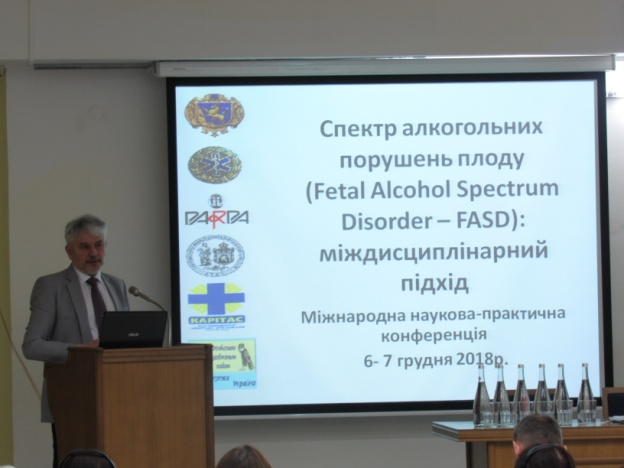 Спектр алкогольних
порушень плоду
(Fetal Alcohol Spectrum
Disorder – FASD):
міждисциплінарний
підхід
Міжнародна наукова-практична
конференція
6- 7 грудня 2018р.
КАРІТАС